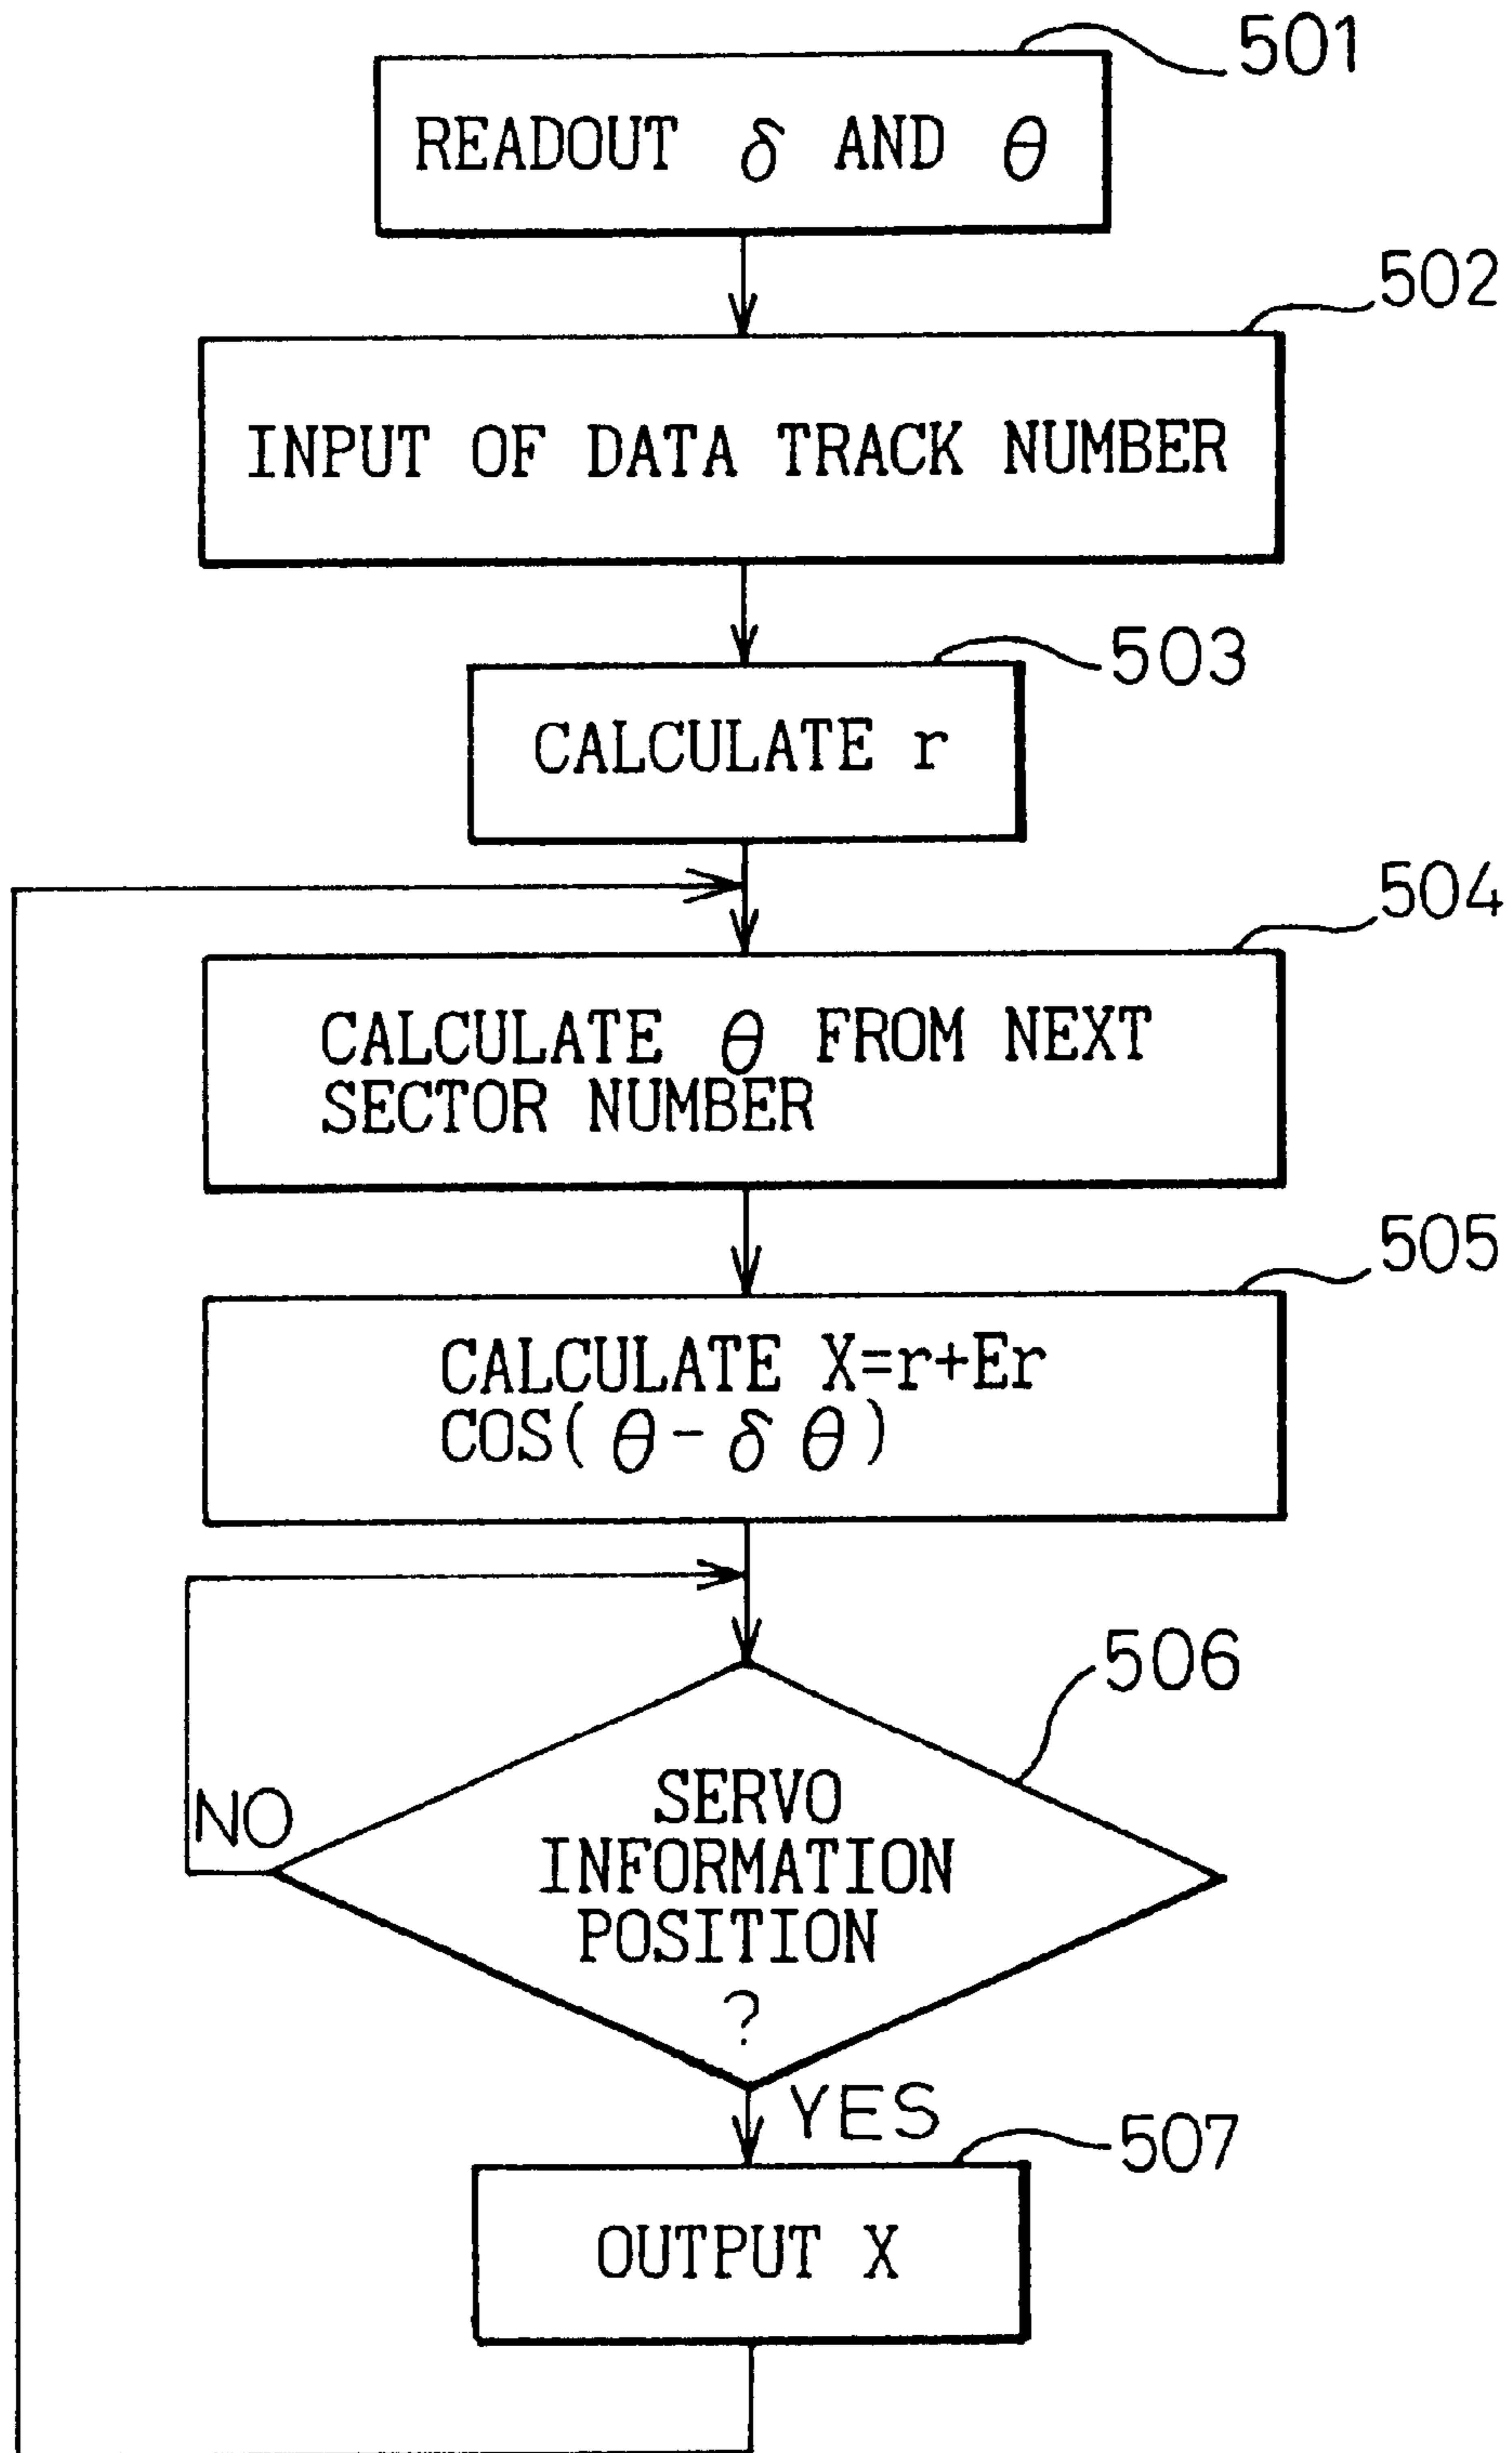 501
READOUT δ AND θ
502
INPUT OF DATA TRACK NUMBER
503
CALCULATE r
504
CALCULATE θ FROM NEXT
SECTOR NUMBER
505
CALCULATE X=r+Er
COS(θ-δθ)
506
SERVO
INFORMATION
POSITION
?
NO
YES
507
OUTPUT X